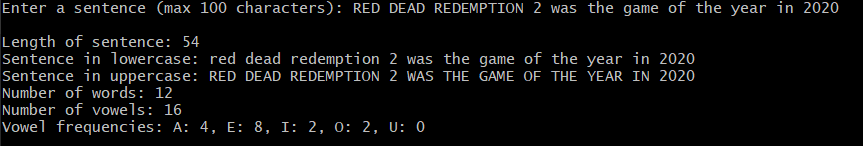 Enter a sentence (max 100 characters): RED DEAD REDEMPTION 2 was the game of the year in 2020
Length of sentence: 54
Sentence in lowercase: red dead redemption 2 was the game of the year in 2020
Sentence in uppercase: RED DEAD REDEMPTION 2 WAS THE GAME OF THE YEAR IN 2020
Number of words: 12
Number of vowels: 16
Vowel frequencies: A: 4, E: 8, I: 2, O: 2, U: 0